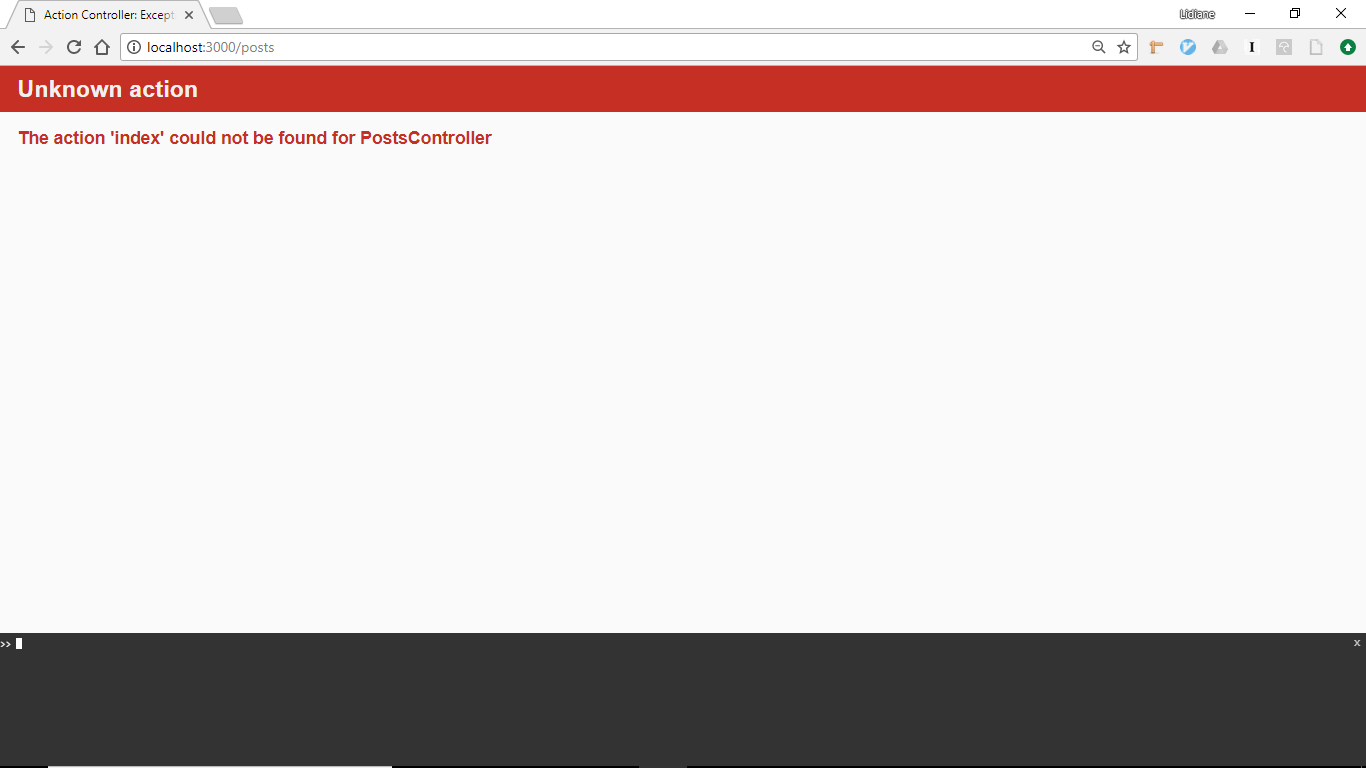 Action Controller: Except
Lidiane
localhost:3000/posts
I
Unknown action
The action 'index' could not be found for PostsController
>>
x